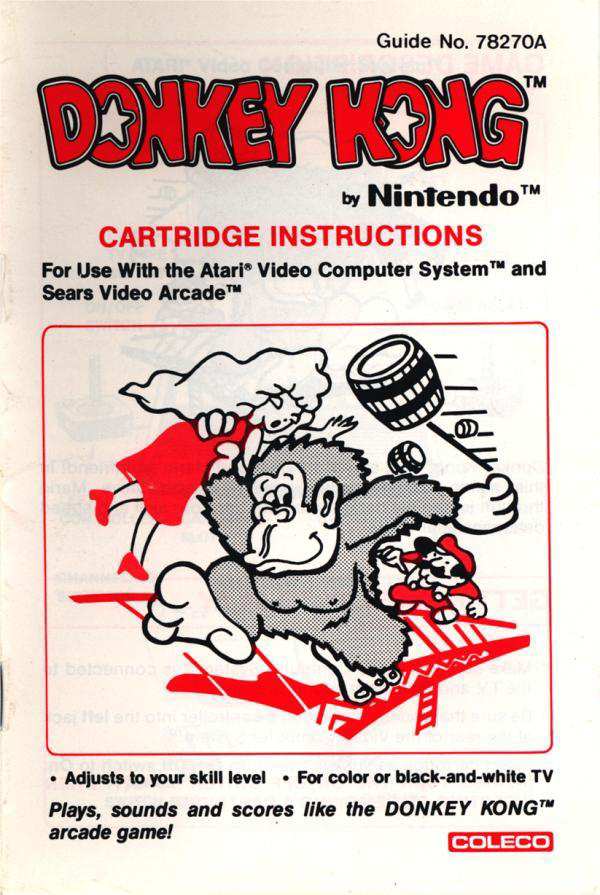 Guide No. 78270A
DONKEY KONG™
by Nintendo™
CARTRIDGE INSTRUCTIONS
For Use With the Atari® Video Computer System™ and
Sears Video Arcade™
• Adjusts to your skill level • For color or black-and-white TV
Plays, sounds and scores like the DONKEY KONG™
arcade game!
COLECO